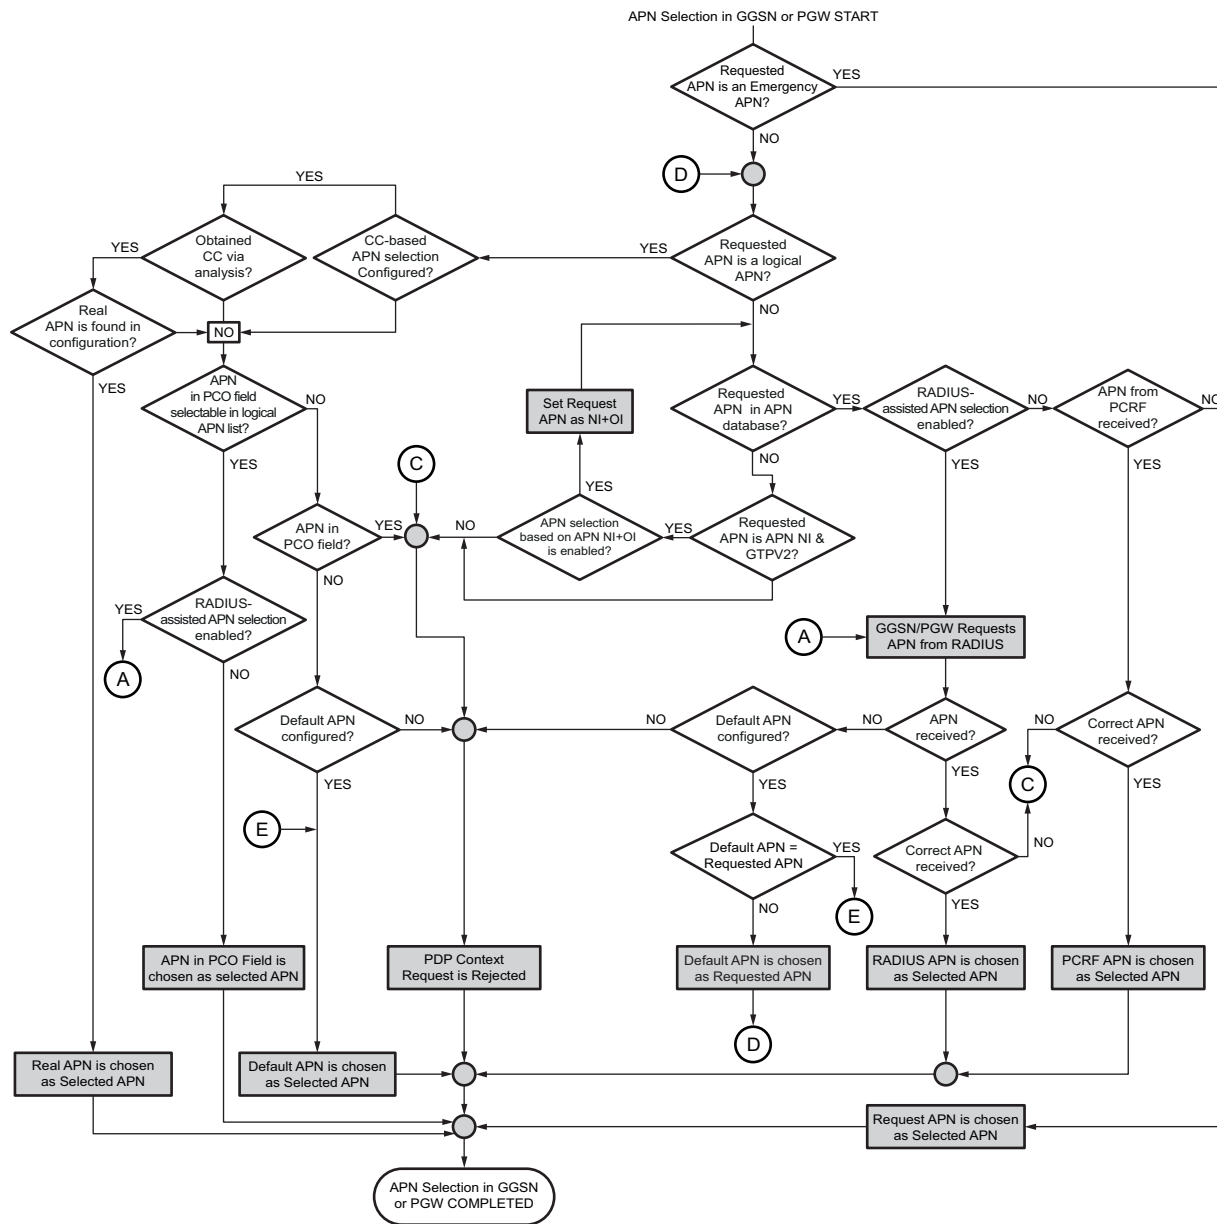 APN Selection in GGSN or PGW START
Requested
APN is an Emergency
APN?
YES
NO
D
YES
Obtained
CC via
analysis?
YES
CC-based
APN selection
Configured?
YES
Requested
APN is a logical
APN?
NO
Real
APN is found in
configuration?
NO
YES
APN
in PCO field
selectable in logical
APN list?
NO
YES
Set Request
APN as NI+OI
Requested
APN in APN
database?
YES
NO
RADIUS-
assisted APN selection
enabled?
NO
YES
APN from
PCRF
received?
NO
YES
C
APN in
PCO field?
YES
NO
NO
APN selection
based on APN NI+OI
is enabled?
YES
YES
Requested
APN is APN NI &
GTPV2?
YES
RADIUS-
assisted APN selection
enabled?
NO
A
A
GGSN/PGW Requests
APN from RADIUS
Default APN
configured?
NO
YES
NO
Default APN
configured?
YES
NO
APN
received?
YES
NO
Correct APN
received?
YES
C
E
Default APN =
Requested APN
YES
NO
E
Correct APN
received?
NO
YES
APN in PCO Field is
chosen as selected APN
PDP Context
Request is Rejected
Default APN is chosen
as Requested APN
RADIUS APN is chosen
as Selected APN
PCRF APN is chosen
as Selected APN
D
Real APN is chosen
as Selected APN
Default APN is chosen
as Selected APN
Request APN is chosen
as Selected APN
APN Selection in GGSN
or PGW COMPLETED